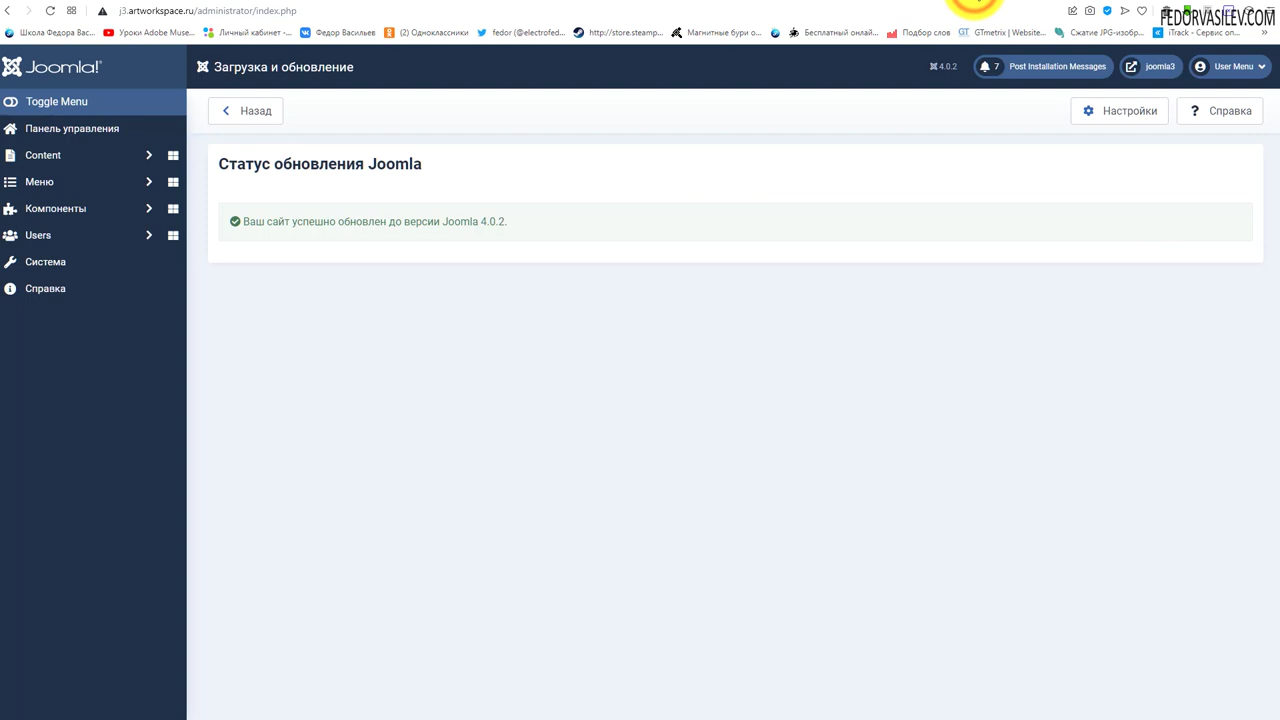 j3.artworkspace.ru/administrator/index.php
FEDORVASILEV.COM
Школа Федора Вас...
Уроки Adobe Muse...
Личный кабинет -...
Федор Васильев
(2) Одноклассники
fedor (@electrofed...
http://store.steamp...
Магнитные бури о...
Бесплатный онлай...
Подбор слов
GT GTmetrix | Website...
Сжатие JPG-изобр...
iTrack - Сервис оп...
Joomla!
Загрузка и обновление
4.0.2
7 Post Installation Messages
joomla3
User Menu
Toggle Menu
Назад
Настройки
? Справка
Панель управления
Content
Меню
Компоненты
Users
Система
Справка
Статус обновления Joomla
Ваш сайт успешно обновлен до версии Joomla 4.0.2.